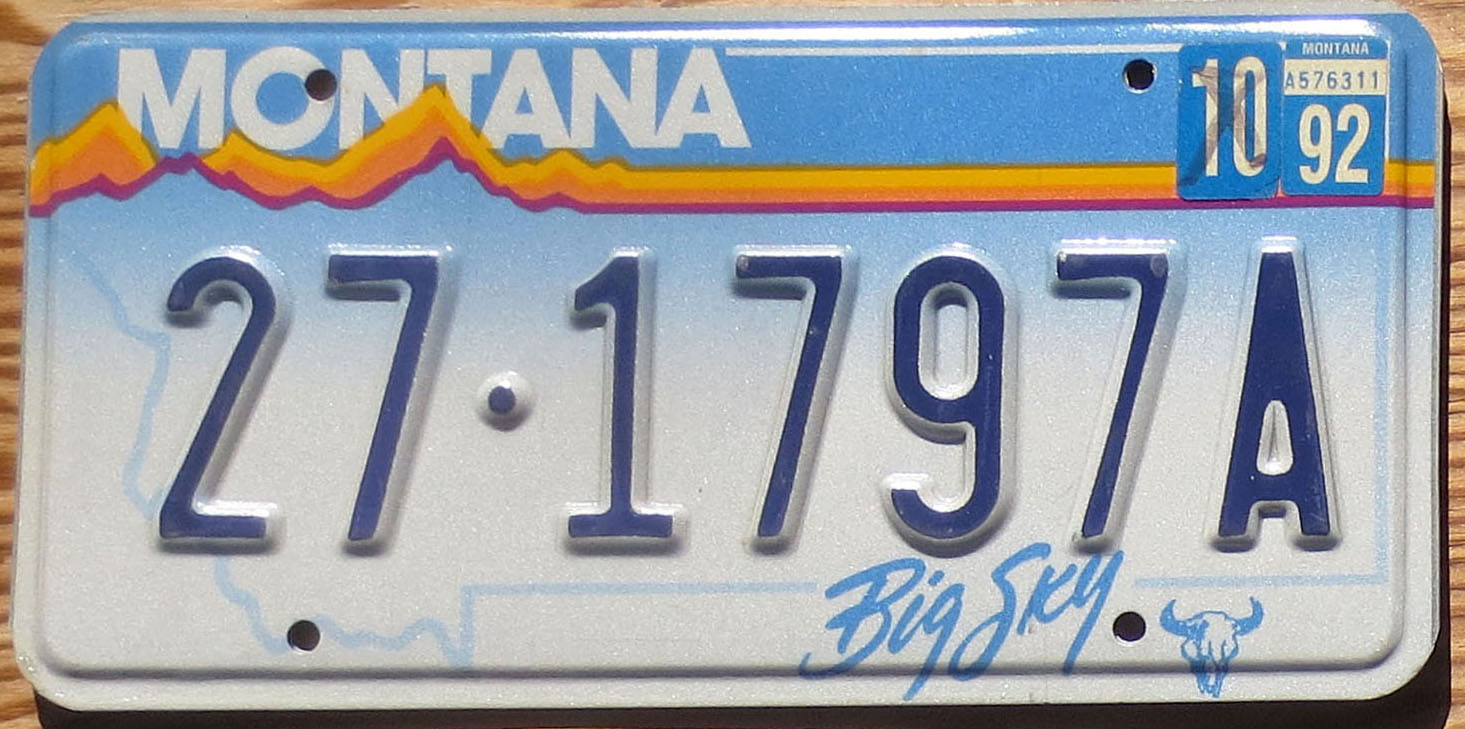 MONTANA
10
MONTANA
A576311
92
27·1797A
Big Sky